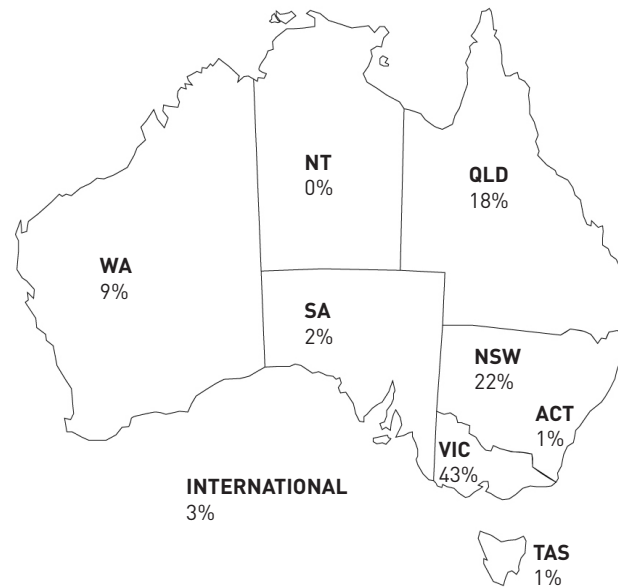 NT
0%
QLD
18%
WA
9%
SA
2%
NSW
22%
ACT
1%
VIC
43%
INTERNATIONAL
3%
TAS
1%